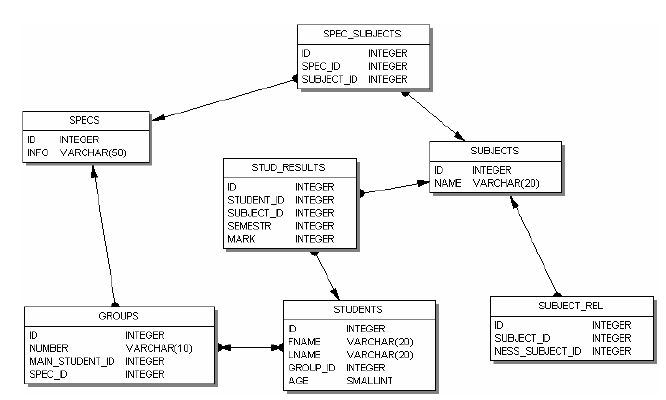 SPEC_SUBJECTS
ID INTEGER
SPEC_ID INTEGER
SUBJECT_ID INTEGER
SPECS
ID INTEGER
INFO VARCHAR(50)
SUBJECTS
ID INTEGER
NAME VARCHAR(20)
STUD_RESULTS
ID INTEGER
STUDENT_ID INTEGER
SUBJECT_ID INTEGER
SEMESTR INTEGER
MARK INTEGER
GROUPS
ID INTEGER
NUMBER VARCHAR(10)
MAIN_STUDENT_ID INTEGER
SPEC_ID INTEGER
STUDENTS
ID INTEGER
FNAME VARCHAR(20)
LNAME VARCHAR(20)
GROUP_ID INTEGER
AGE SMALLINT
SUBJECT_REL
ID INTEGER
SUBJECT_ID INTEGER
NESS_SUBJECT_ID INTEGER